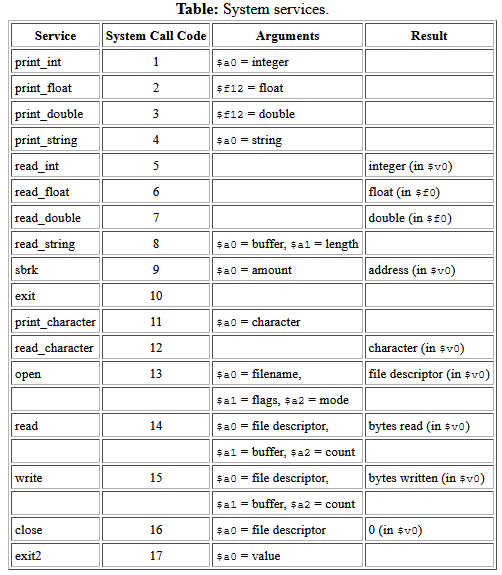 Table: System services.
Service System Call Code Arguments Result
print_int 1 $a0 = integer
print_float 2 $f12 = float
print_double 3 $f12 = double
print_string 4 $a0 = string
read_int 5 integer (in $v0)
read_float 6 float (in $f0)
read_double 7 double (in $f0)
read_string 8 $a0 = buffer, $a1 = length
sbrk 9 $a0 = amount address (in $v0)
exit 10
print_character 11 $a0 = character
read_character 12 character (in $v0)
open 13 $a0 = filename, file descriptor (in $v0)
$a1 = flags, $a2 = mode
read 14 $a0 = file descriptor, bytes read (in $v0)
$a1 = buffer, $a2 = count
write 15 $a0 = file descriptor, bytes written (in $v0)
$a1 = buffer, $a2 = count
close 16 $a0 = file descriptor 0 (in $v0)
exit2 17 $a0 = value